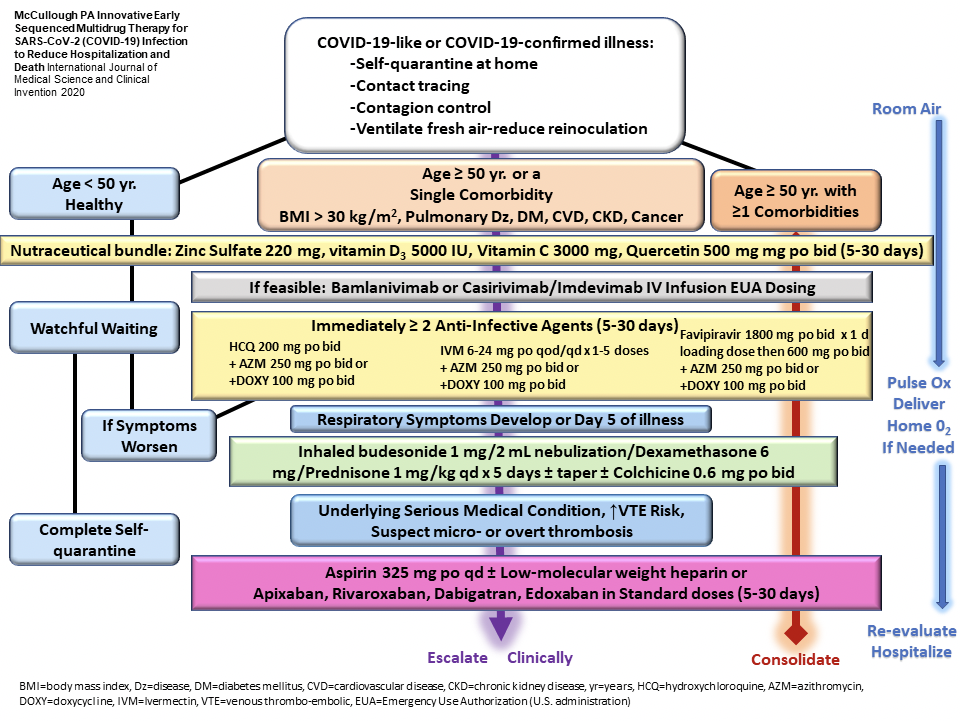 McCullough PA Innovative Early
Sequenced Multidrug Therapy for
SARS-CoV-2 (COVID-19) Infection
to Reduce Hospitalization and
Death International Journal of
Medical Science and Clinical
Invention 2020
COVID-19-like or COVID-19-confirmed illness:
-Self-quarantine at home
-Contact tracing
-Contagion control
-Ventilate fresh air-reduce reinoculation
Room Air
Age < 50 yr.
Healthy
Age ≥ 50 yr. or a
Single Comorbidity
BMI > 30 kg/m², Pulmonary Dz, DM, CVD, CKD, Cancer
Age ≥ 50 yr. with
≥1 Comorbidities
Nutraceutical bundle: Zinc Sulfate 220 mg, vitamin D₃ 5000 IU, Vitamin C 3000 mg, Quercetin 500 mg mg po bid (5-30 days)
If feasible: Bamlanivimab or Casirivimab/Imdevimab IV Infusion EUA Dosing
Watchful Waiting
Immediately ≥ 2 Anti-Infective Agents (5-30 days)
HCQ 200 mg po bid
+ AZM 250 mg po bid or
+DOXY 100 mg po bid
IVM 6-24 mg po qod/qd x 1-5 doses
+ AZM 250 mg po bid or
+DOXY 100 mg po bid
Favipiravir 1800 mg po bid x 1 d
loading dose then 600 mg po bid
+ AZM 250 mg po bid or
+DOXY 100 mg po bid
Pulse Ox
Deliver
Home 0₂
If Needed
If Symptoms
Worsen
Respiratory Symptoms Develop or Day 5 of illness
Inhaled budesonide 1 mg/2 mL nebulization/Dexamethasone 6
mg/Prednisone 1 mg/kg qd x 5 days ± taper ± Colchicine 0.6 mg po bid
Underlying Serious Medical Condition, ↑VTE Risk,
Suspect micro- or overt thrombosis
Complete Self-
quarantine
Aspirin 325 mg po qd ± Low-molecular weight heparin or
Apixaban, Rivaroxaban, Dabigatran, Edoxaban in Standard doses (5-30 days)
Re-evaluate
Hospitalize
Escalate Clinically
Consolidate
BMI=body mass index, Dz=disease, DM=diabetes mellitus, CVD=cardiovascular disease, CKD=chronic kidney disease, yr=years, HCQ=hydroxychloroquine, AZM=azithromycin,
DOXY=doxycycline, IVM=Ivermectin, VTE=venous thrombo-embolic, EUA=Emergency Use Authorization (U.S. administration)